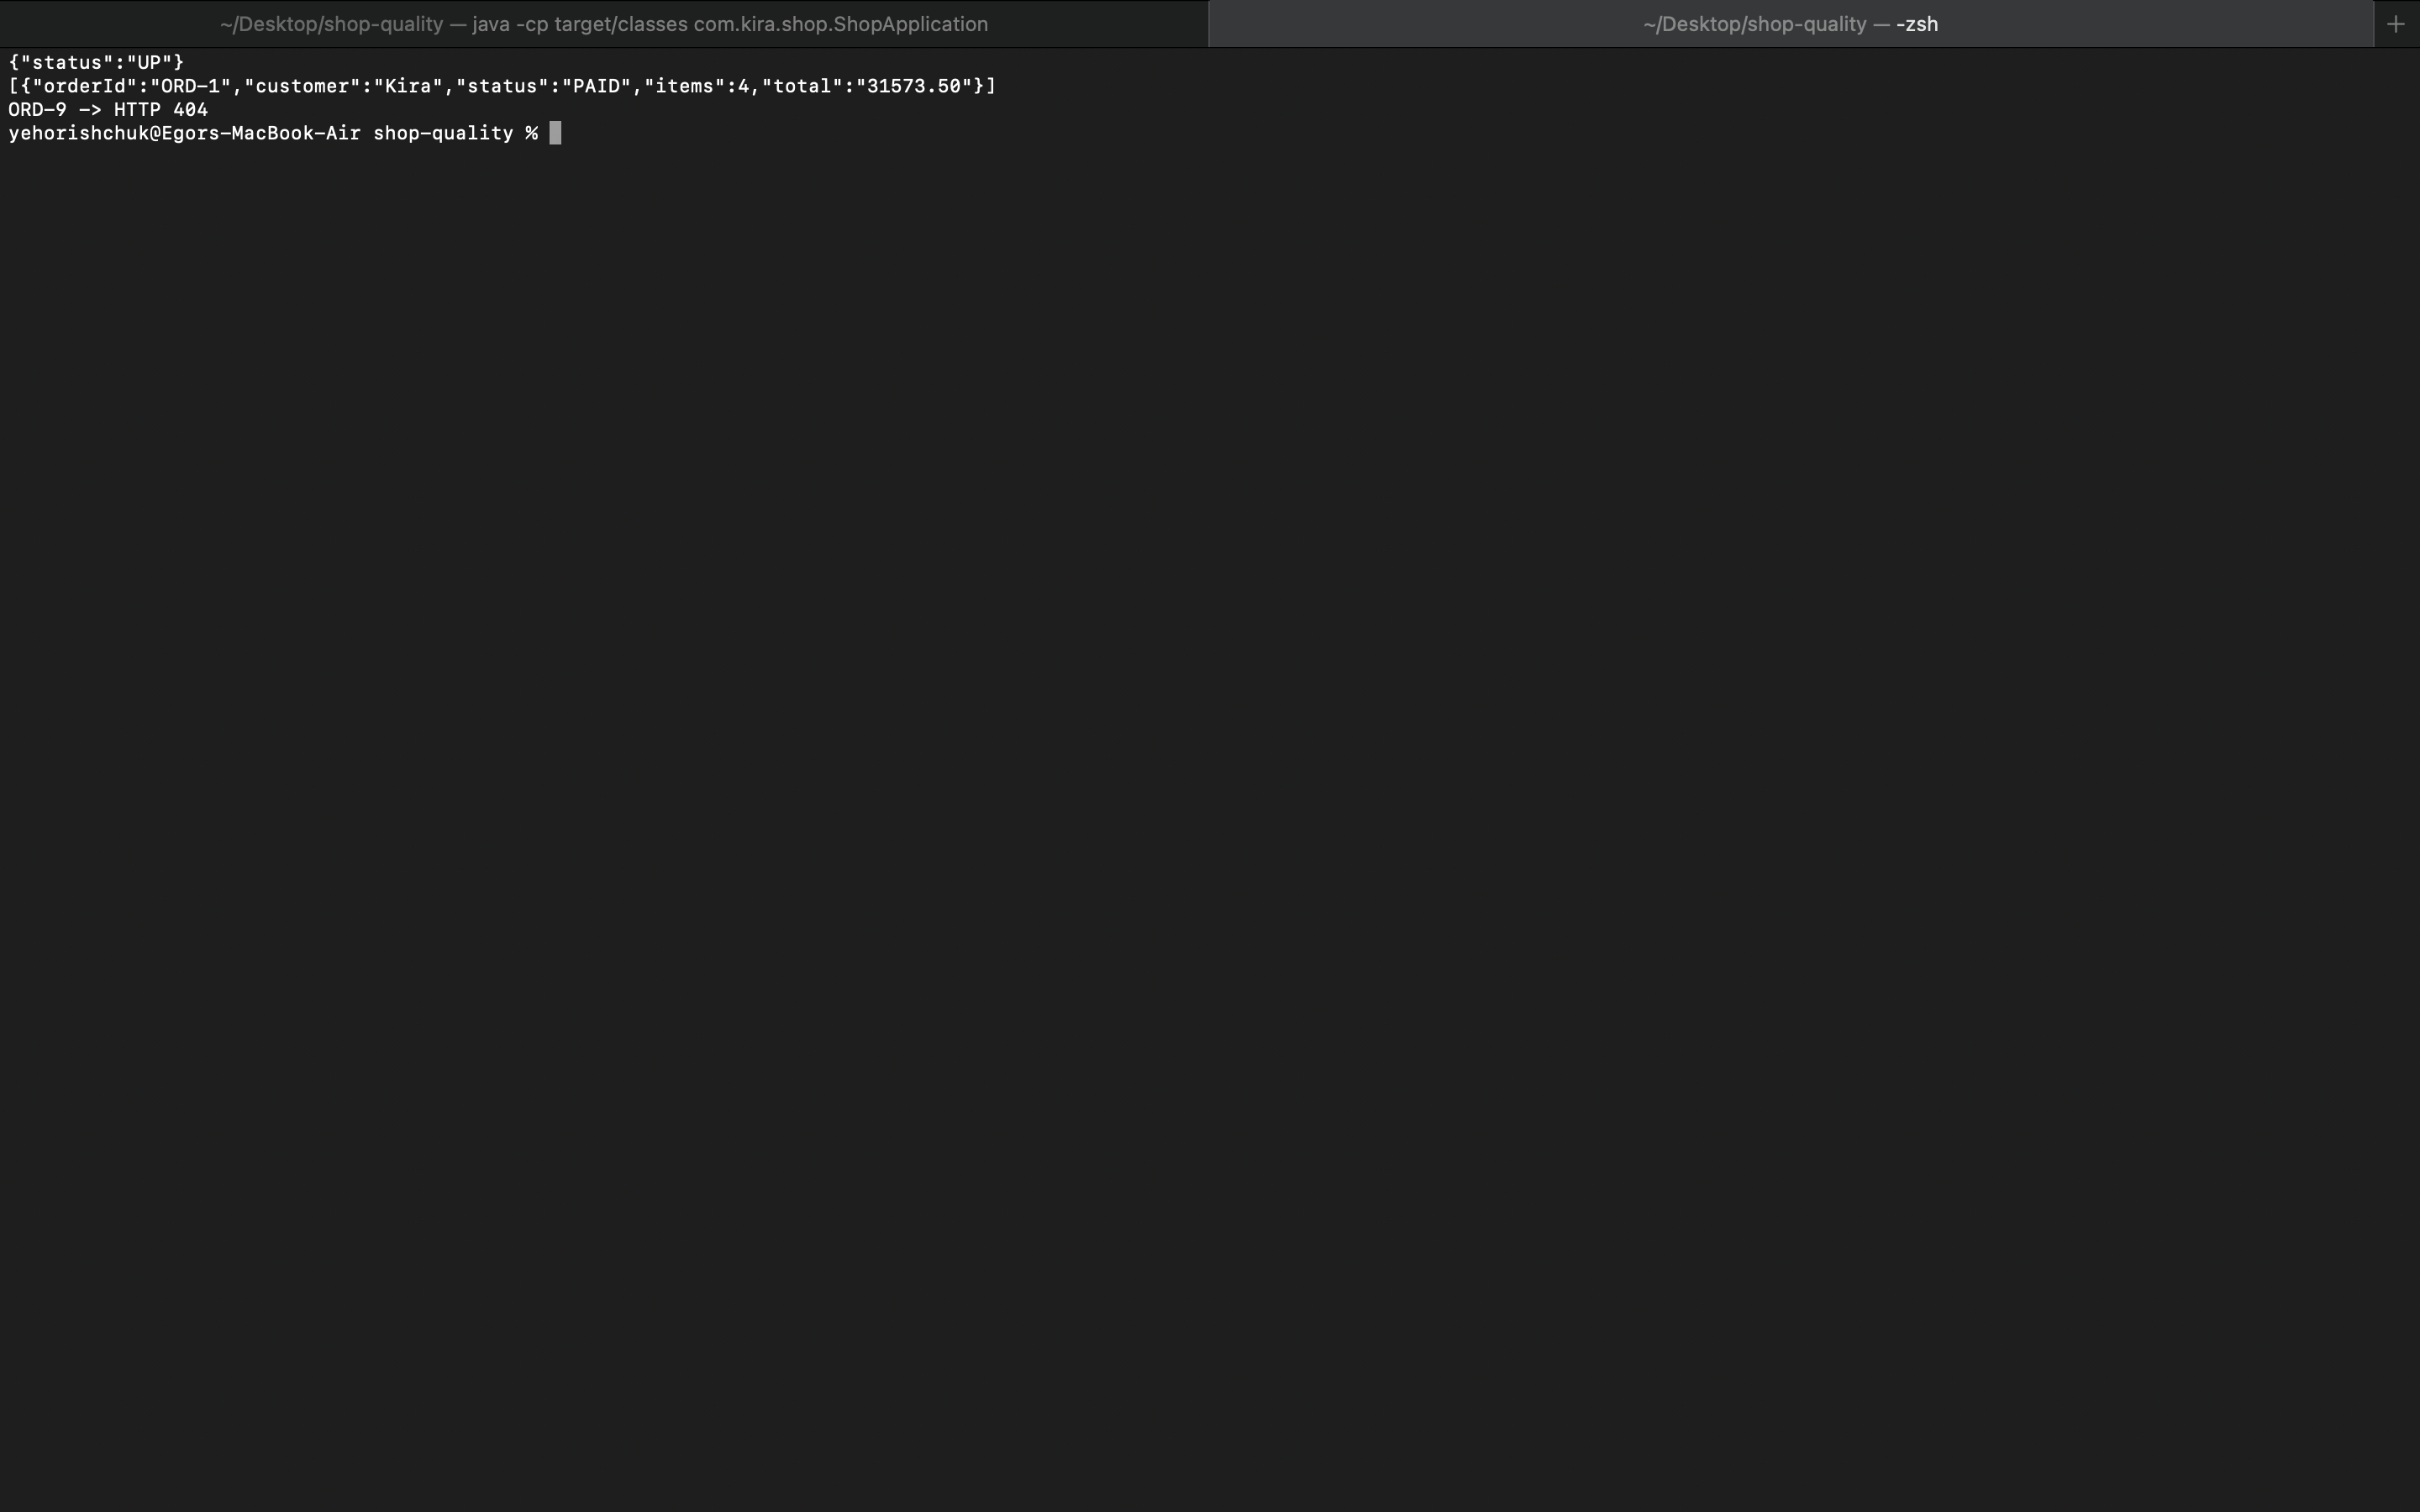 ~/Desktop/shop-quality — java -cp target/classes com.kira.shop.ShopApplication
~/Desktop/shop-quality — -zsh
+
{"status":"UP"}
[{"orderId":"ORD-1","customer":"Kira","status":"PAID","items":4,"total":"31573.50"}]
ORD-9 -> HTTP 404
yehorishchuk@Egors-MacBook-Air shop-quality %